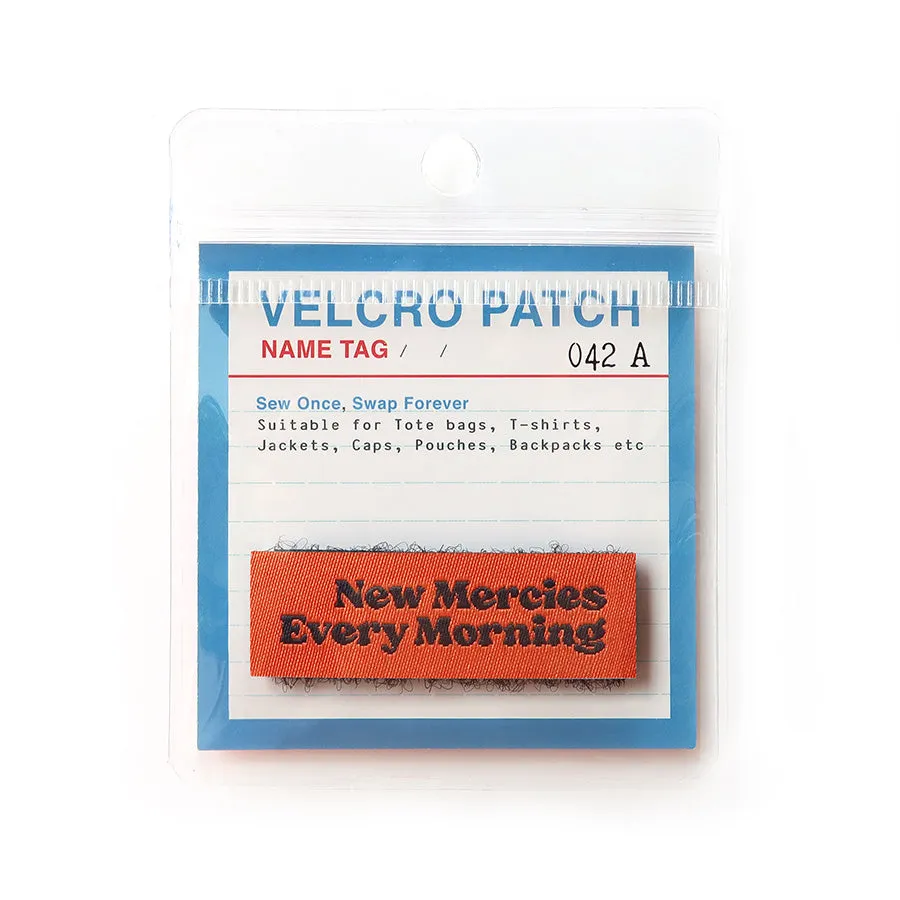 VELCRO PATCH
NAME TAG / / 042 A
Sew Once, Swap Forever
Suitable for Tote bags, T-shirts,
Jackets, Caps, Pouches, Backpacks etc
New Mercies
Every Morning